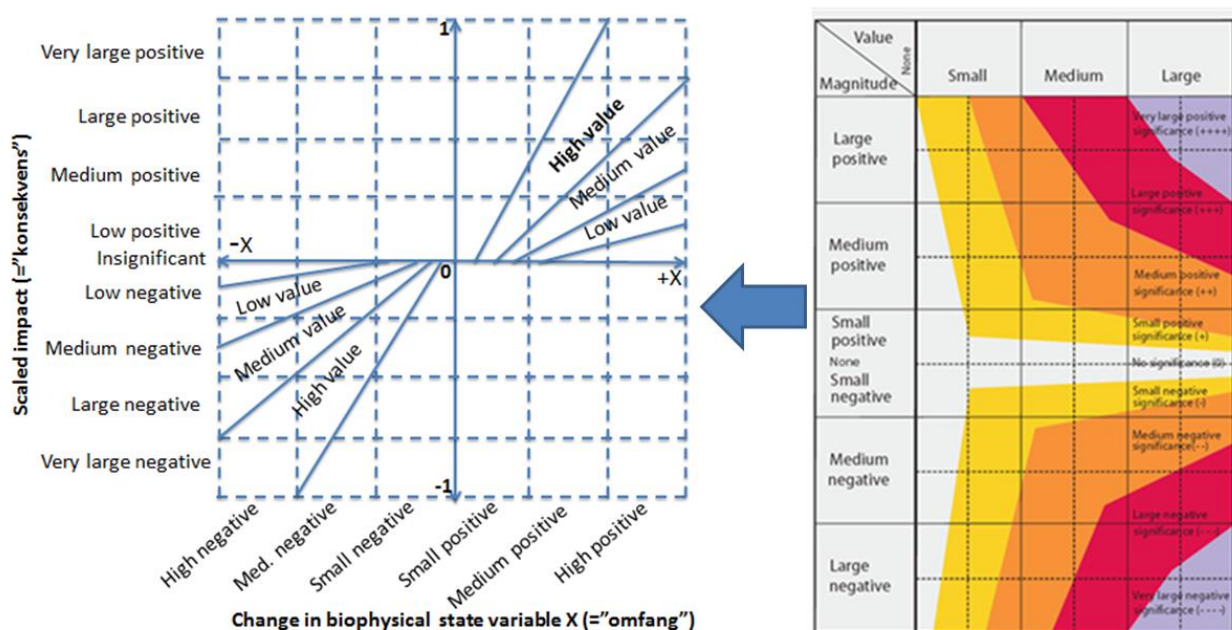 1
Very large positive
Large positive
Medium positive
Low positive
Insignificant
Low negative
Medium negative
Large negative
Very large negative
Scaled impact (="konsekvens")
−X
0
+X
-1
High value
Medium value
Low value
Low value
Medium value
High value
High negative
Med. negative
Small negative
Small positive
Medium positive
High positive
Change in biophysical state variable X (="omfang")
Value
Magnitude
None
Small
Medium
Large
Large
positive
Medium
positive
Small
positive
None
Small
negative
Medium
negative
Large
negative
Very large positive
significance (++++)
Large positive
significance (+++)
Medium positive
significance (++)
Small positive
significance (+)
No significance (0)
Small negative
significance (-)
Medium negative
significance (- -)
Large negative
significance (- - -)
Very large negative
significance (- - - -)